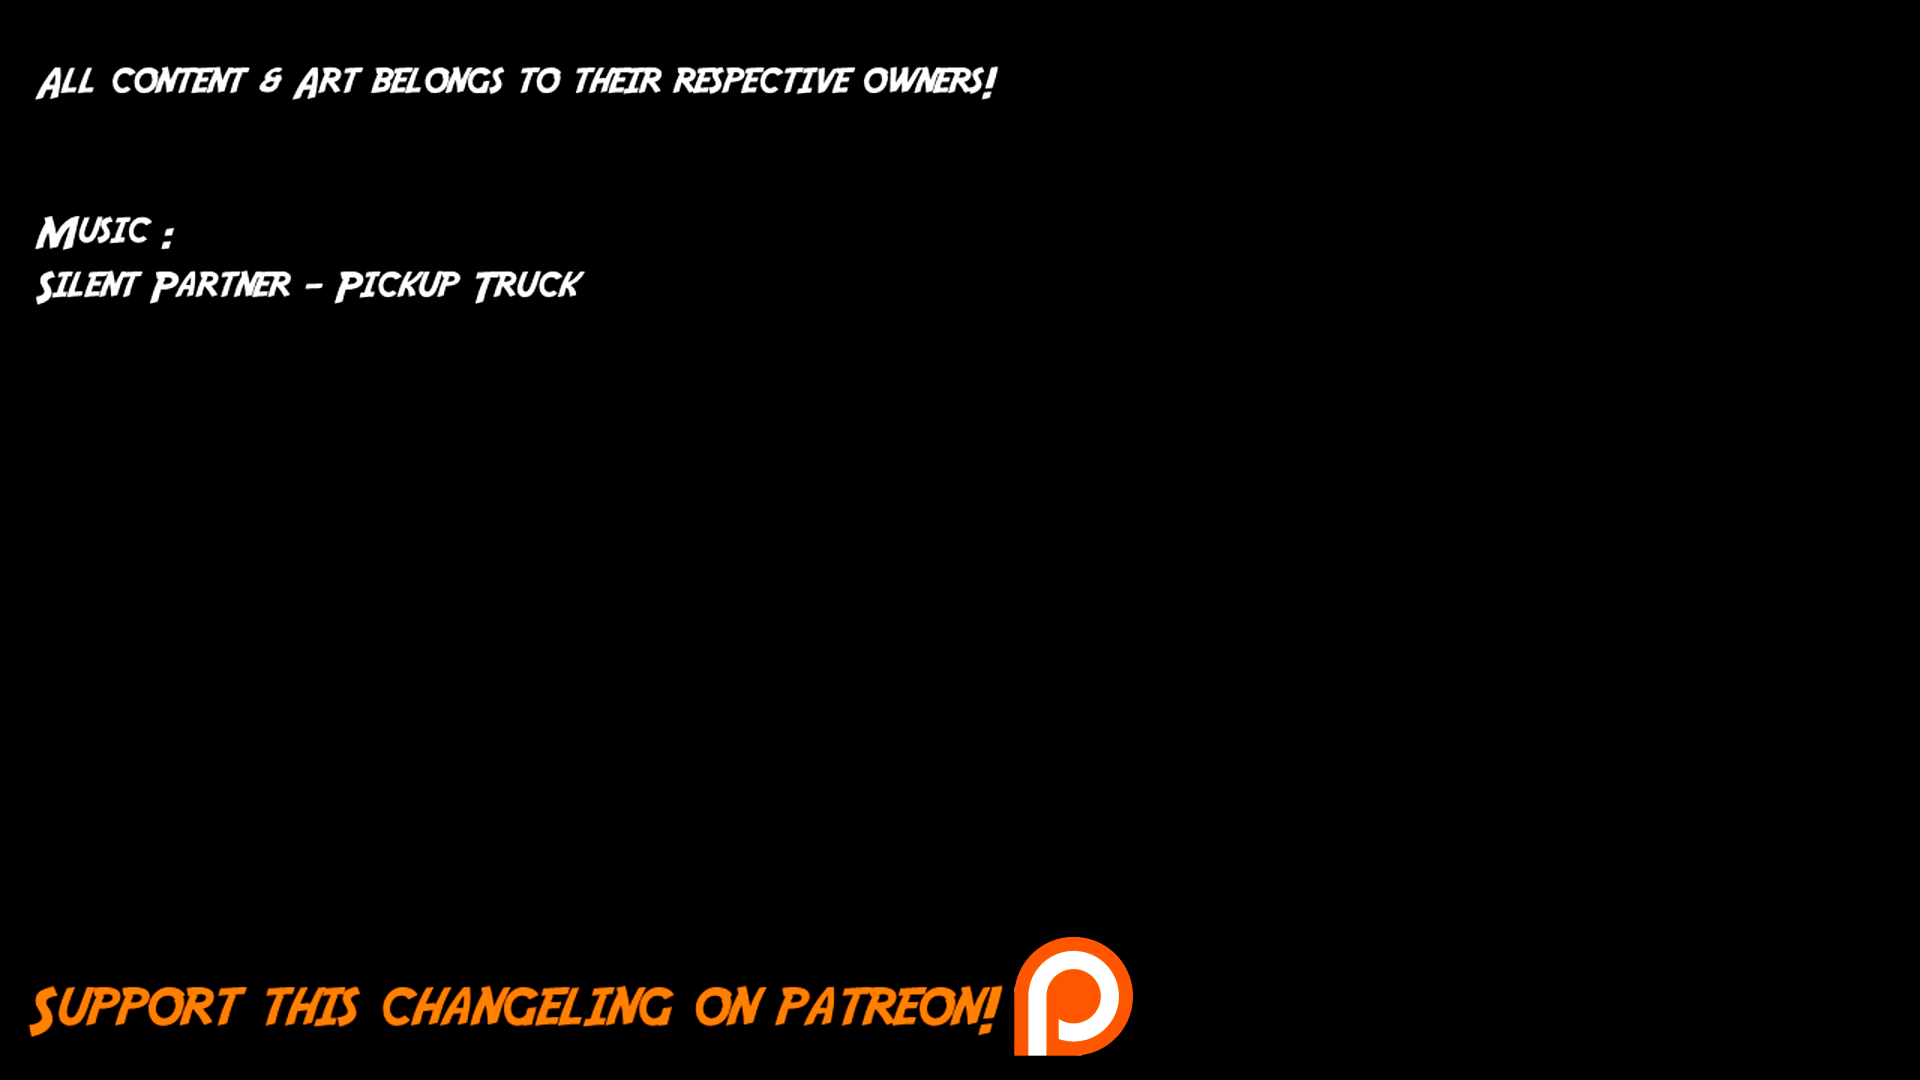 All content & Art belongs to their respective owners!
Music :
Silent Partner - Pickup Truck
Support this changeling on patreon!